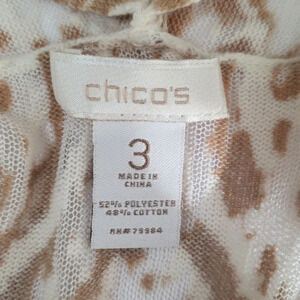 chico's
3
MADE IN
CHINA
52% POLYESTER
48% COTTON
RN#79984